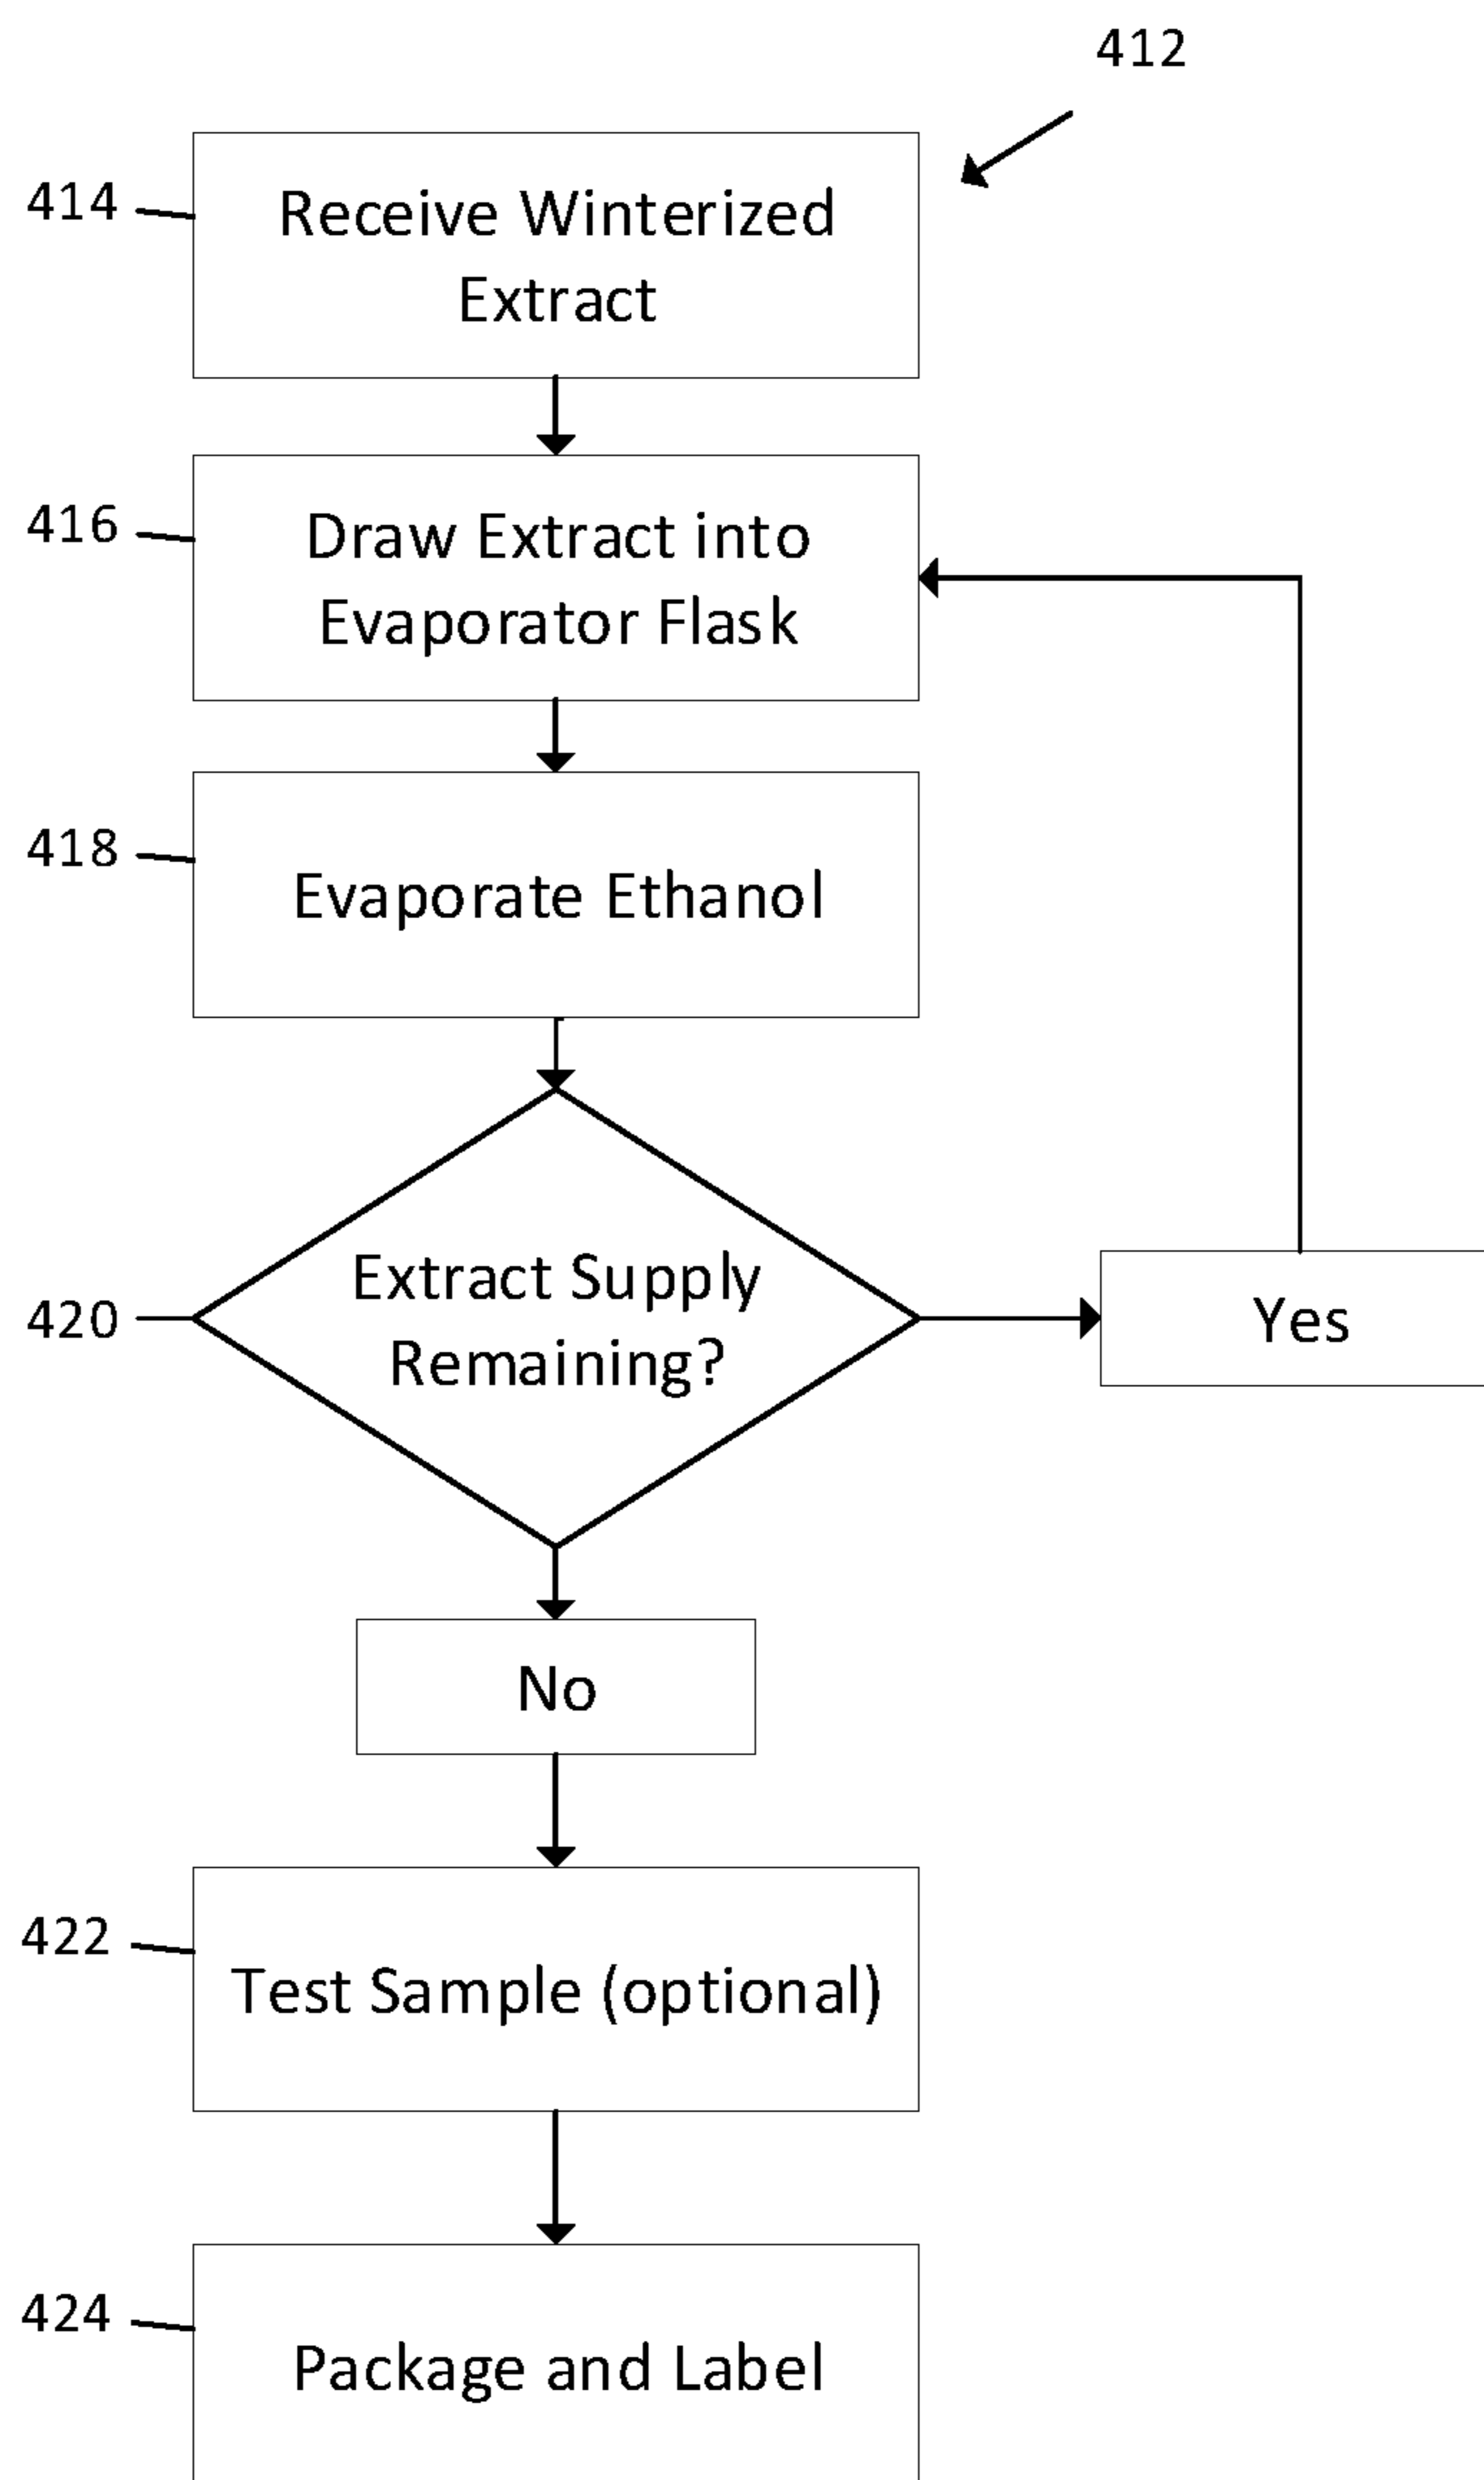 412
414
Receive Winterized
Extract
416
Draw Extract into
Evaporator Flask
418
Evaporate Ethanol
420
Extract Supply
Remaining?
Yes
No
422
Test Sample (optional)
424
Package and Label